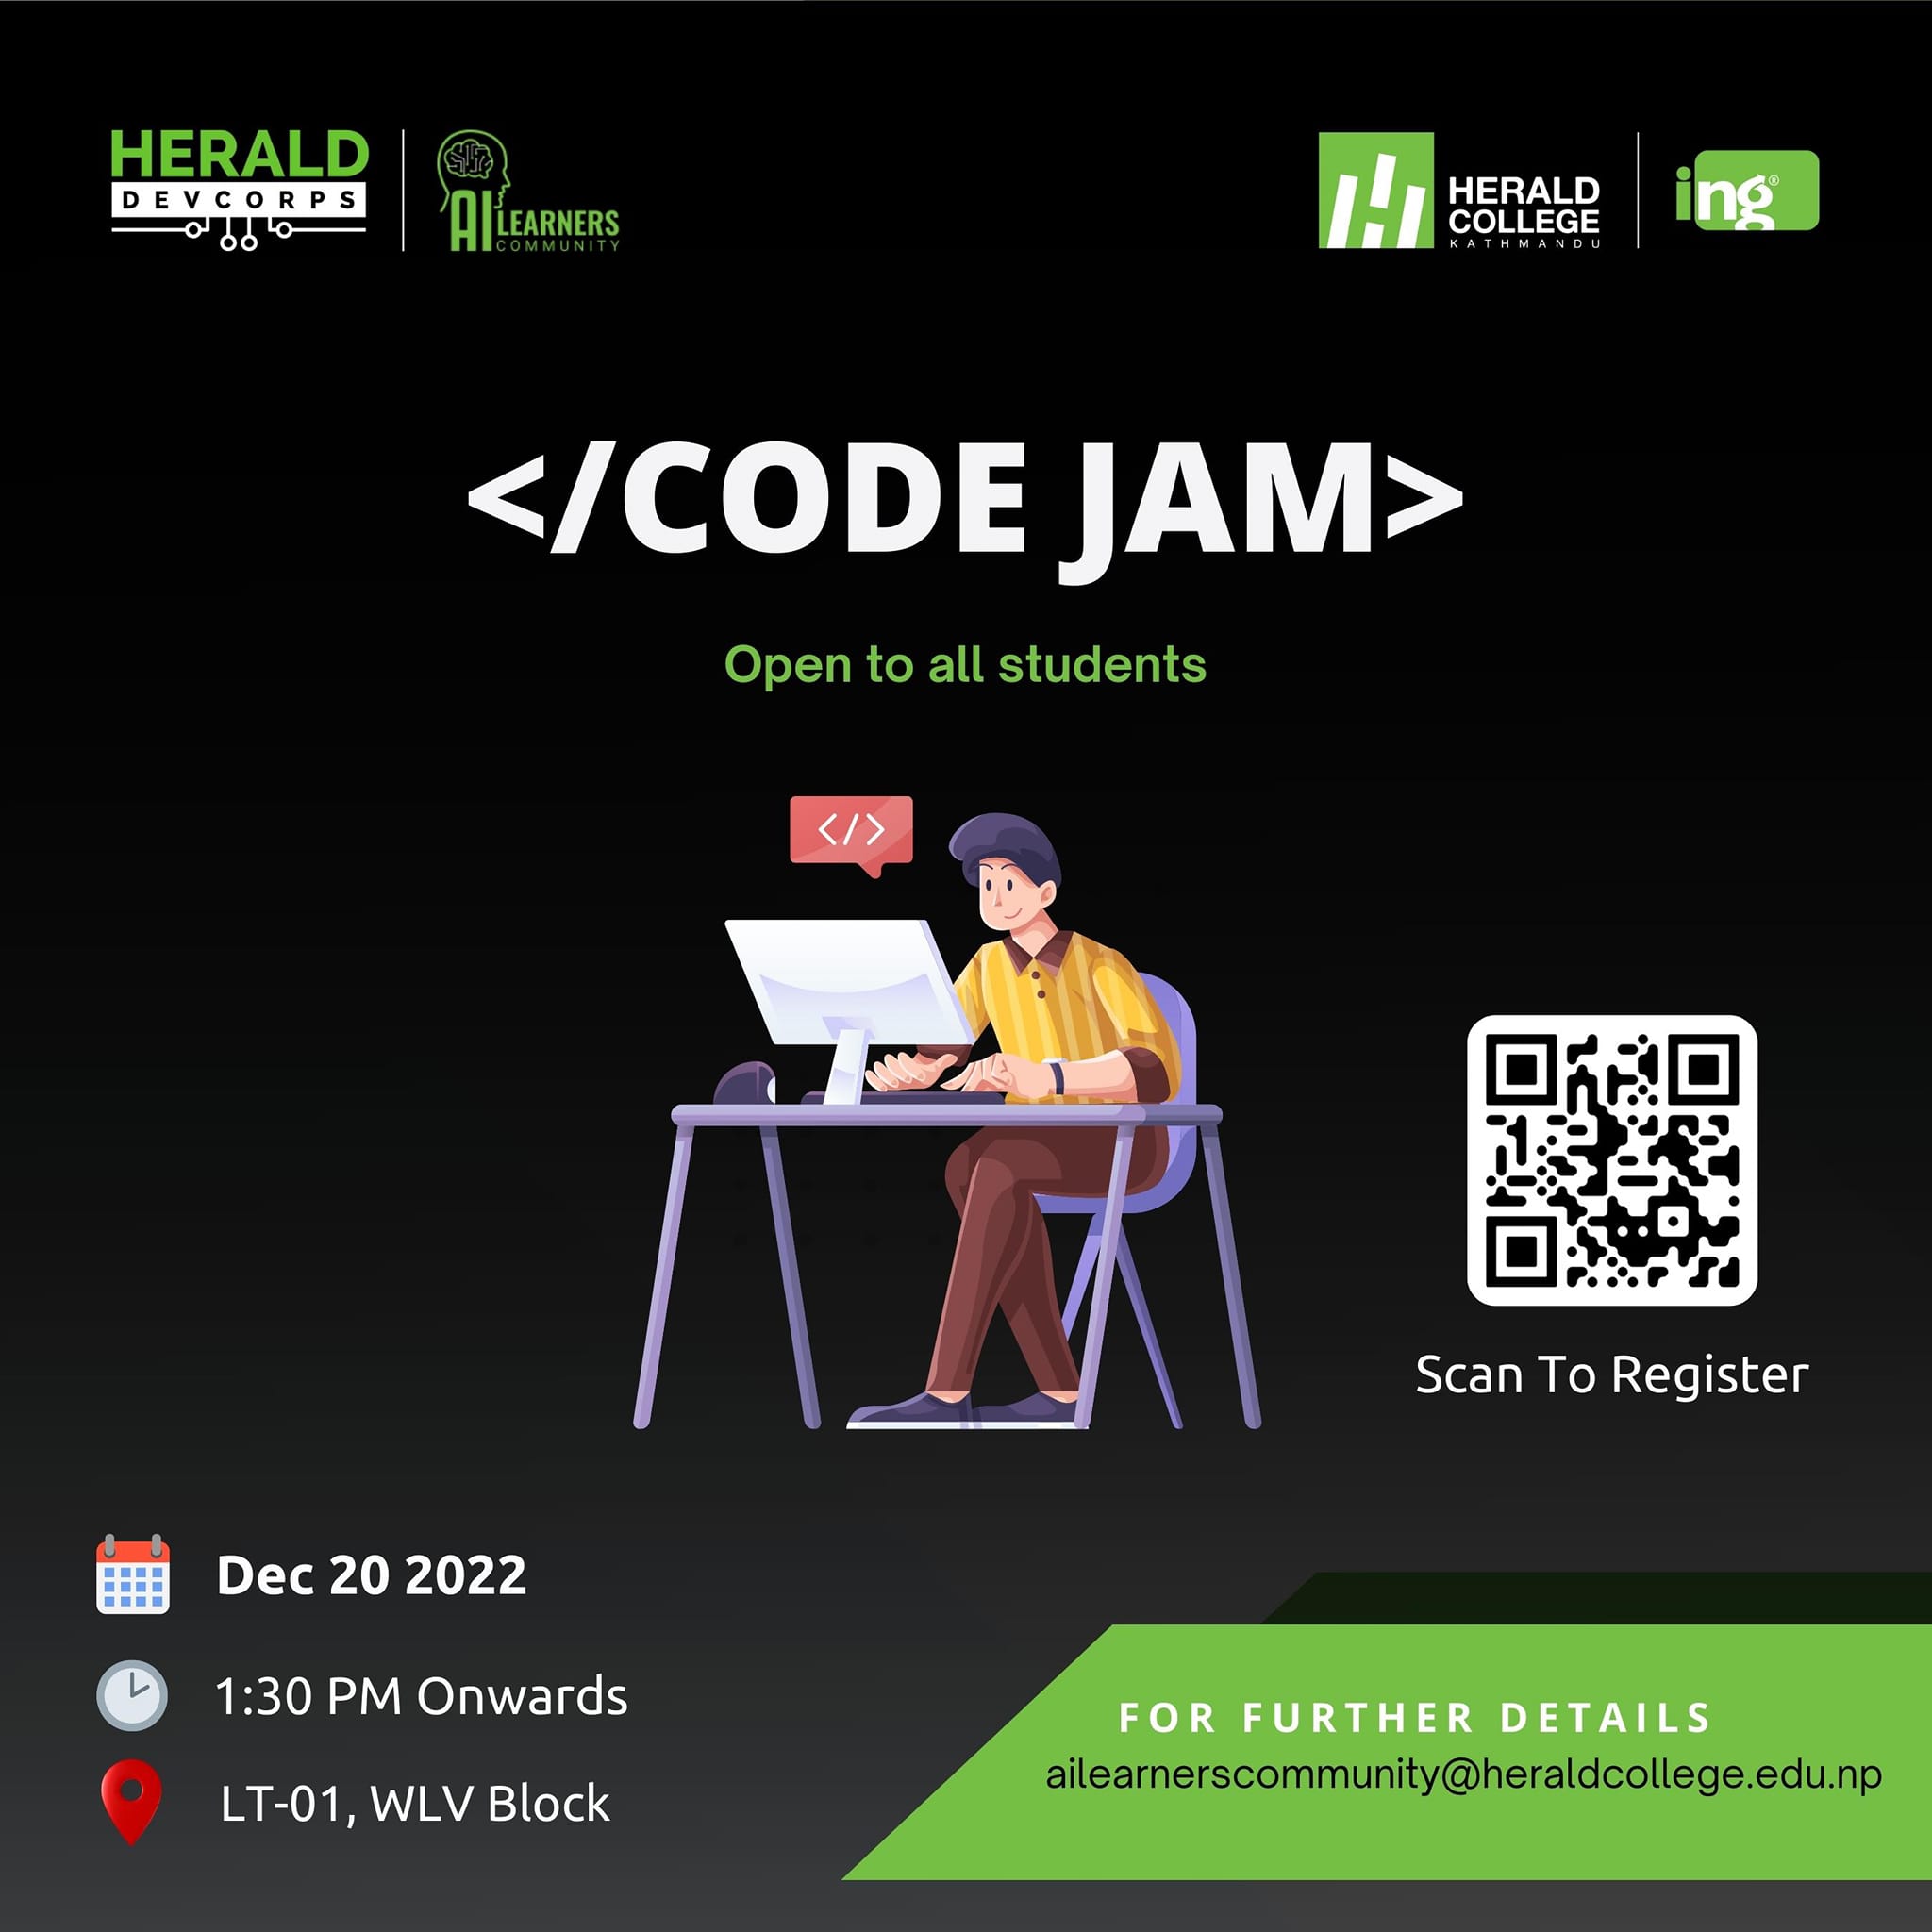 HERALD
DEVCORPS
AI LEARNERS
COMMUNITY
HERALD
COLLEGE
KATHMANDU
ing®
</CODE JAM>
Open to all students
</>
Scan To Register
Dec 20 2022
1:30 PM Onwards
LT-01, WLV Block
FOR FURTHER DETAILS
ailearnerscommunity@heraldcollege.edu.np